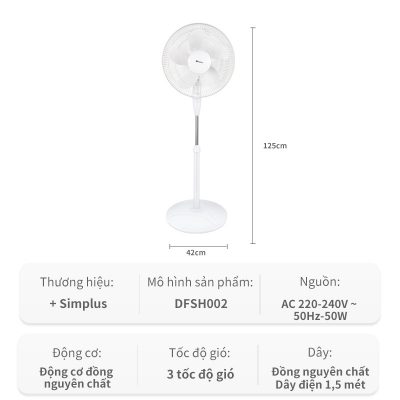 125cm
42cm
Thương hiệu:
+ Simplus
Mô hình sản phẩm:
DFSH002
Nguồn:
AC 220-240V ~
50Hz-50W
Động cơ:
Động cơ đồng
nguyên chất
Tốc độ gió:
3 tốc độ gió
Dây:
Đồng nguyên chất
Dây điện 1,5 mét